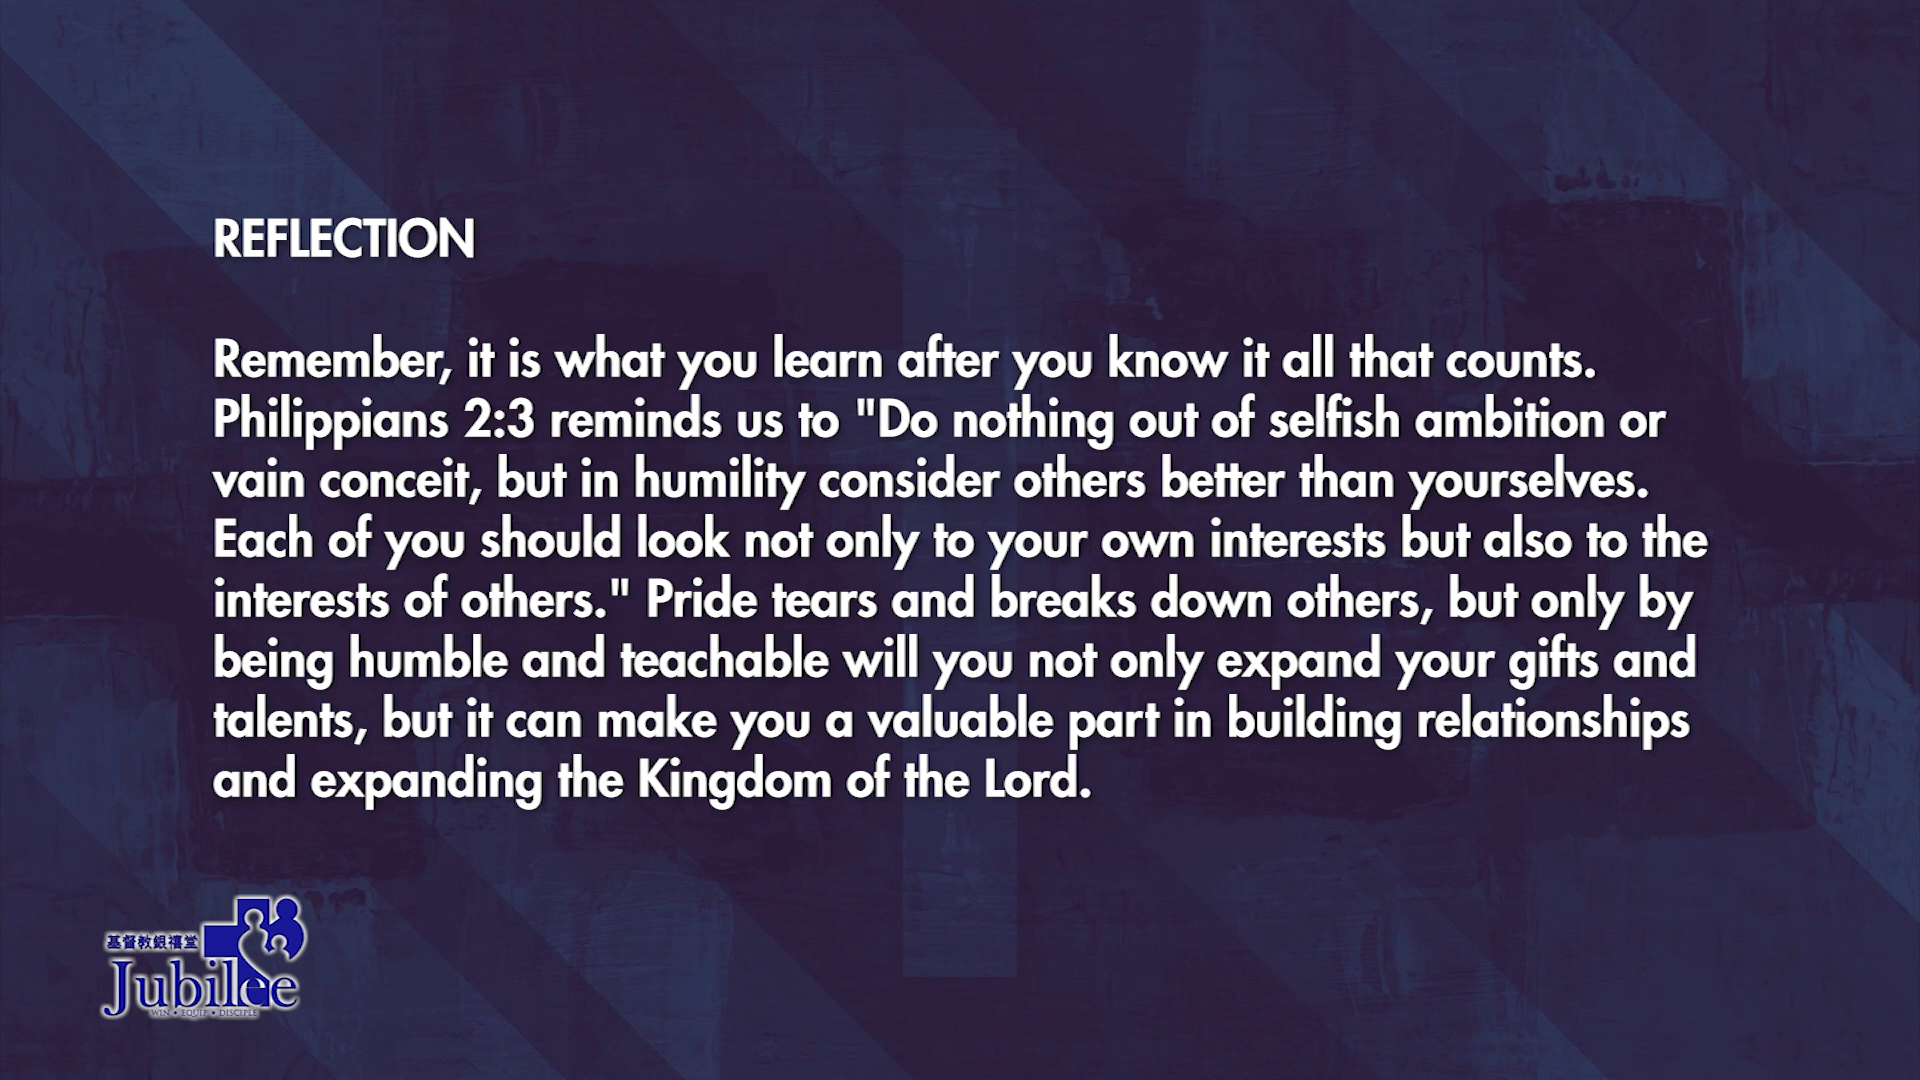 REFLECTION
Remember, it is what you learn after you know it all that counts.
Philippians 2:3 reminds us to "Do nothing out of selfish ambition or
vain conceit, but in humility consider others better than yourselves.
Each of you should look not only to your own interests but also to the
interests of others." Pride tears and breaks down others, but only by
being humble and teachable will you not only expand your gifts and
talents, but it can make you a valuable part in building relationships
and expanding the Kingdom of the Lord.
基督教銀禧堂
Jubilee
WIN • EQUIP • DISCIPLE